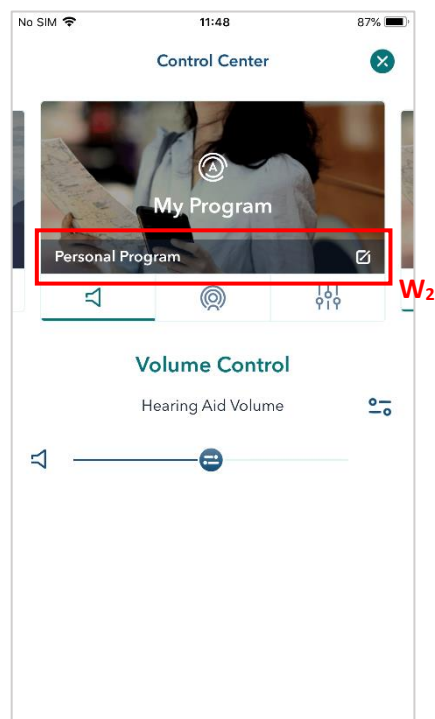 No SIM 11:48 87%
Control Center
A
My Program
Personal Program
W2
Volume Control
Hearing Aid Volume